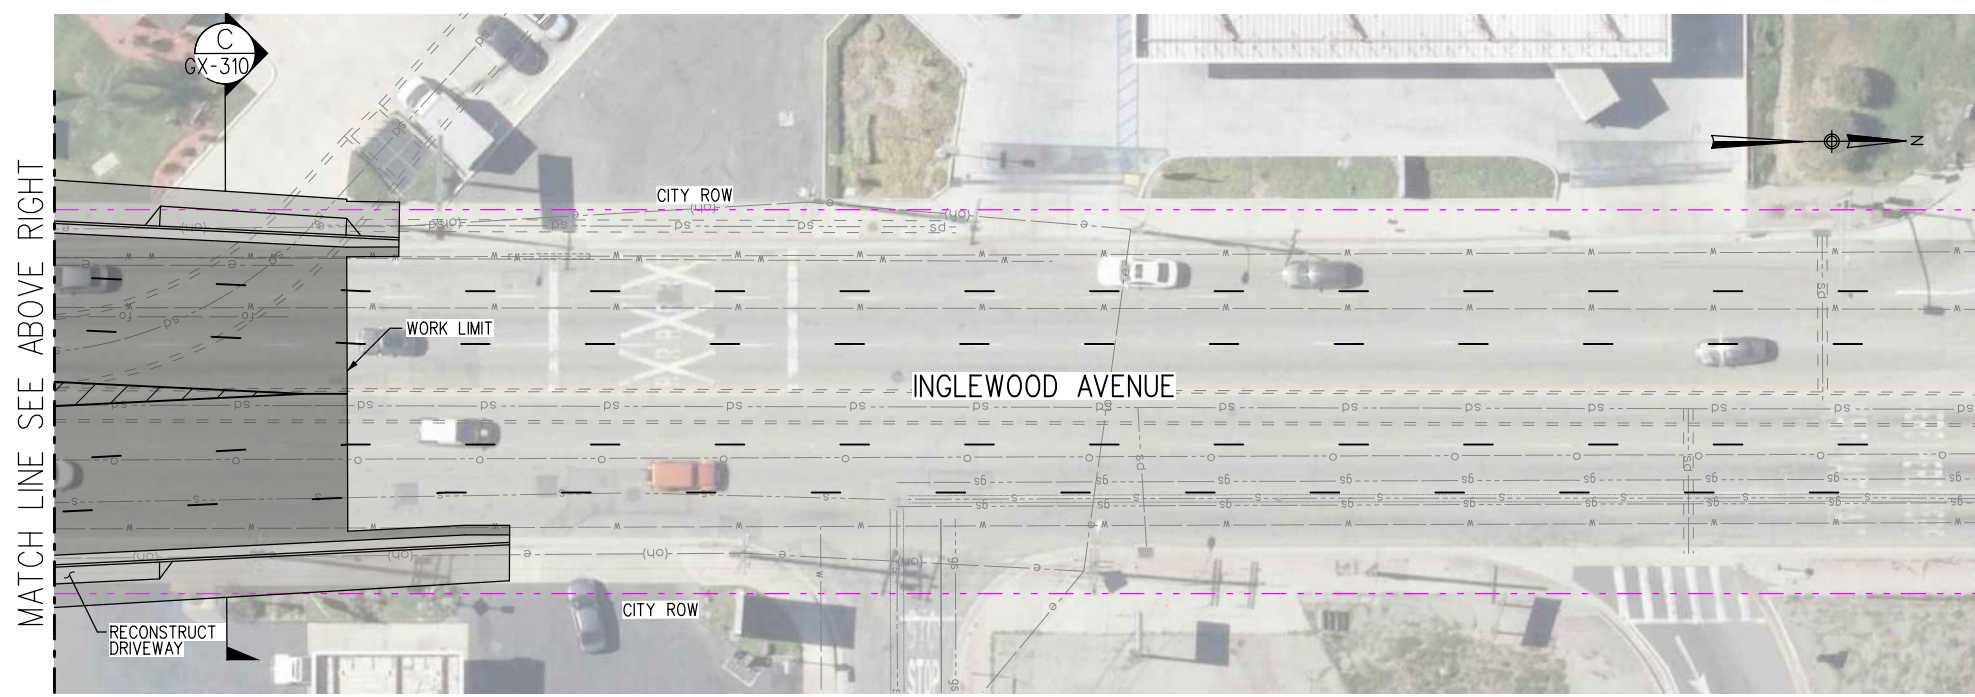 C
GX-310
MATCH LINE SEE ABOVE RIGHT
CITY ROW
N
WORK LIMIT
INGLEWOOD AVENUE
CITY ROW
RECONSTRUCT
DRIVEWAY
STOP